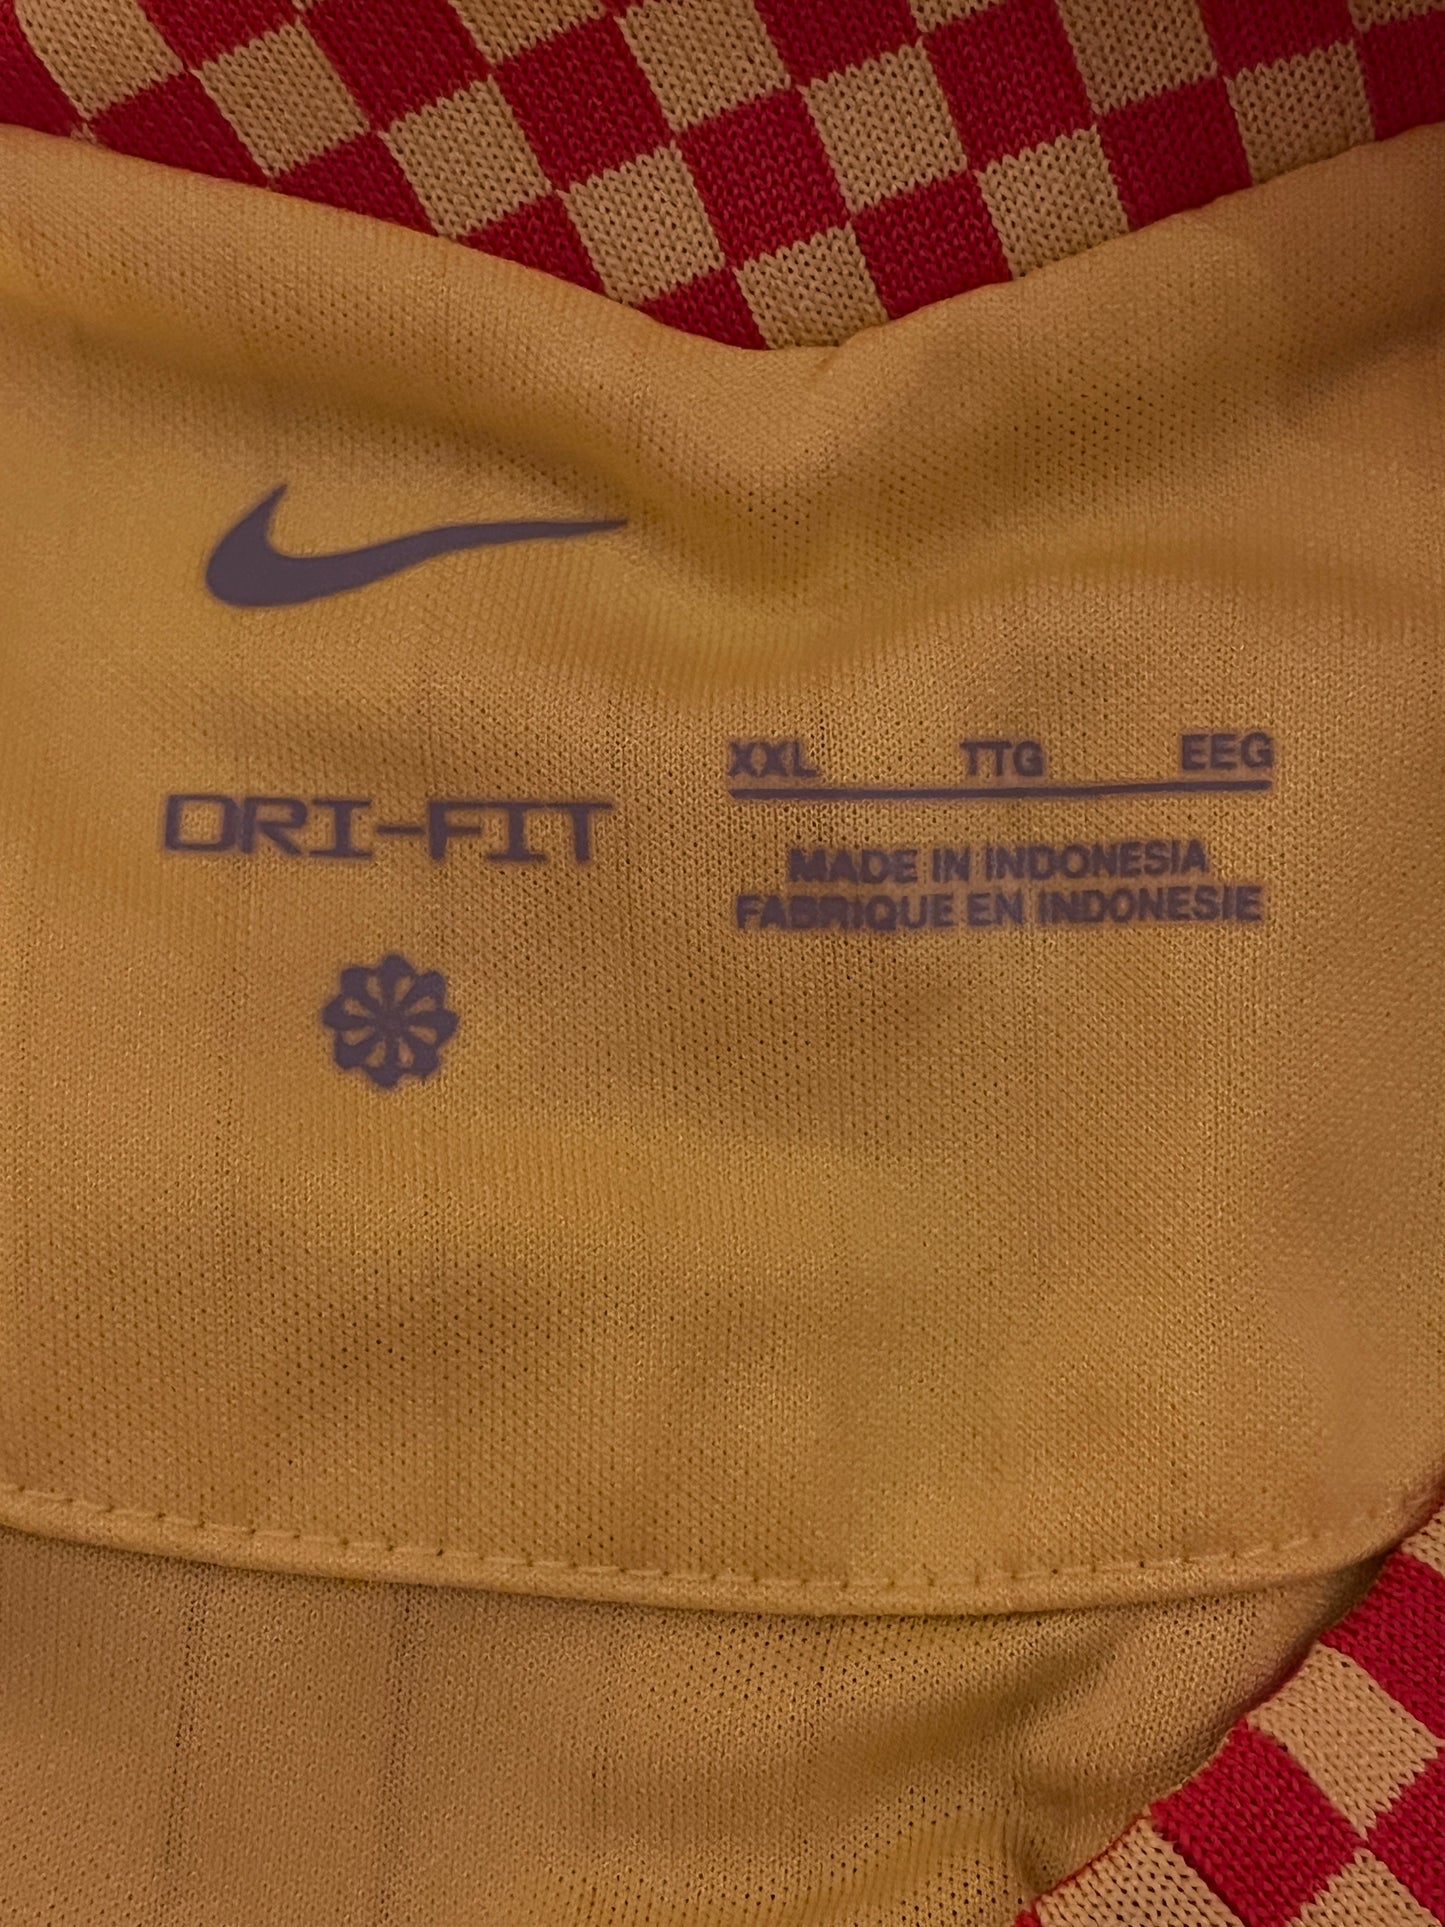 DRI-FIT
XXL TTG EEG
MADE IN INDONESIA
FABRIQUE EN INDONESIE